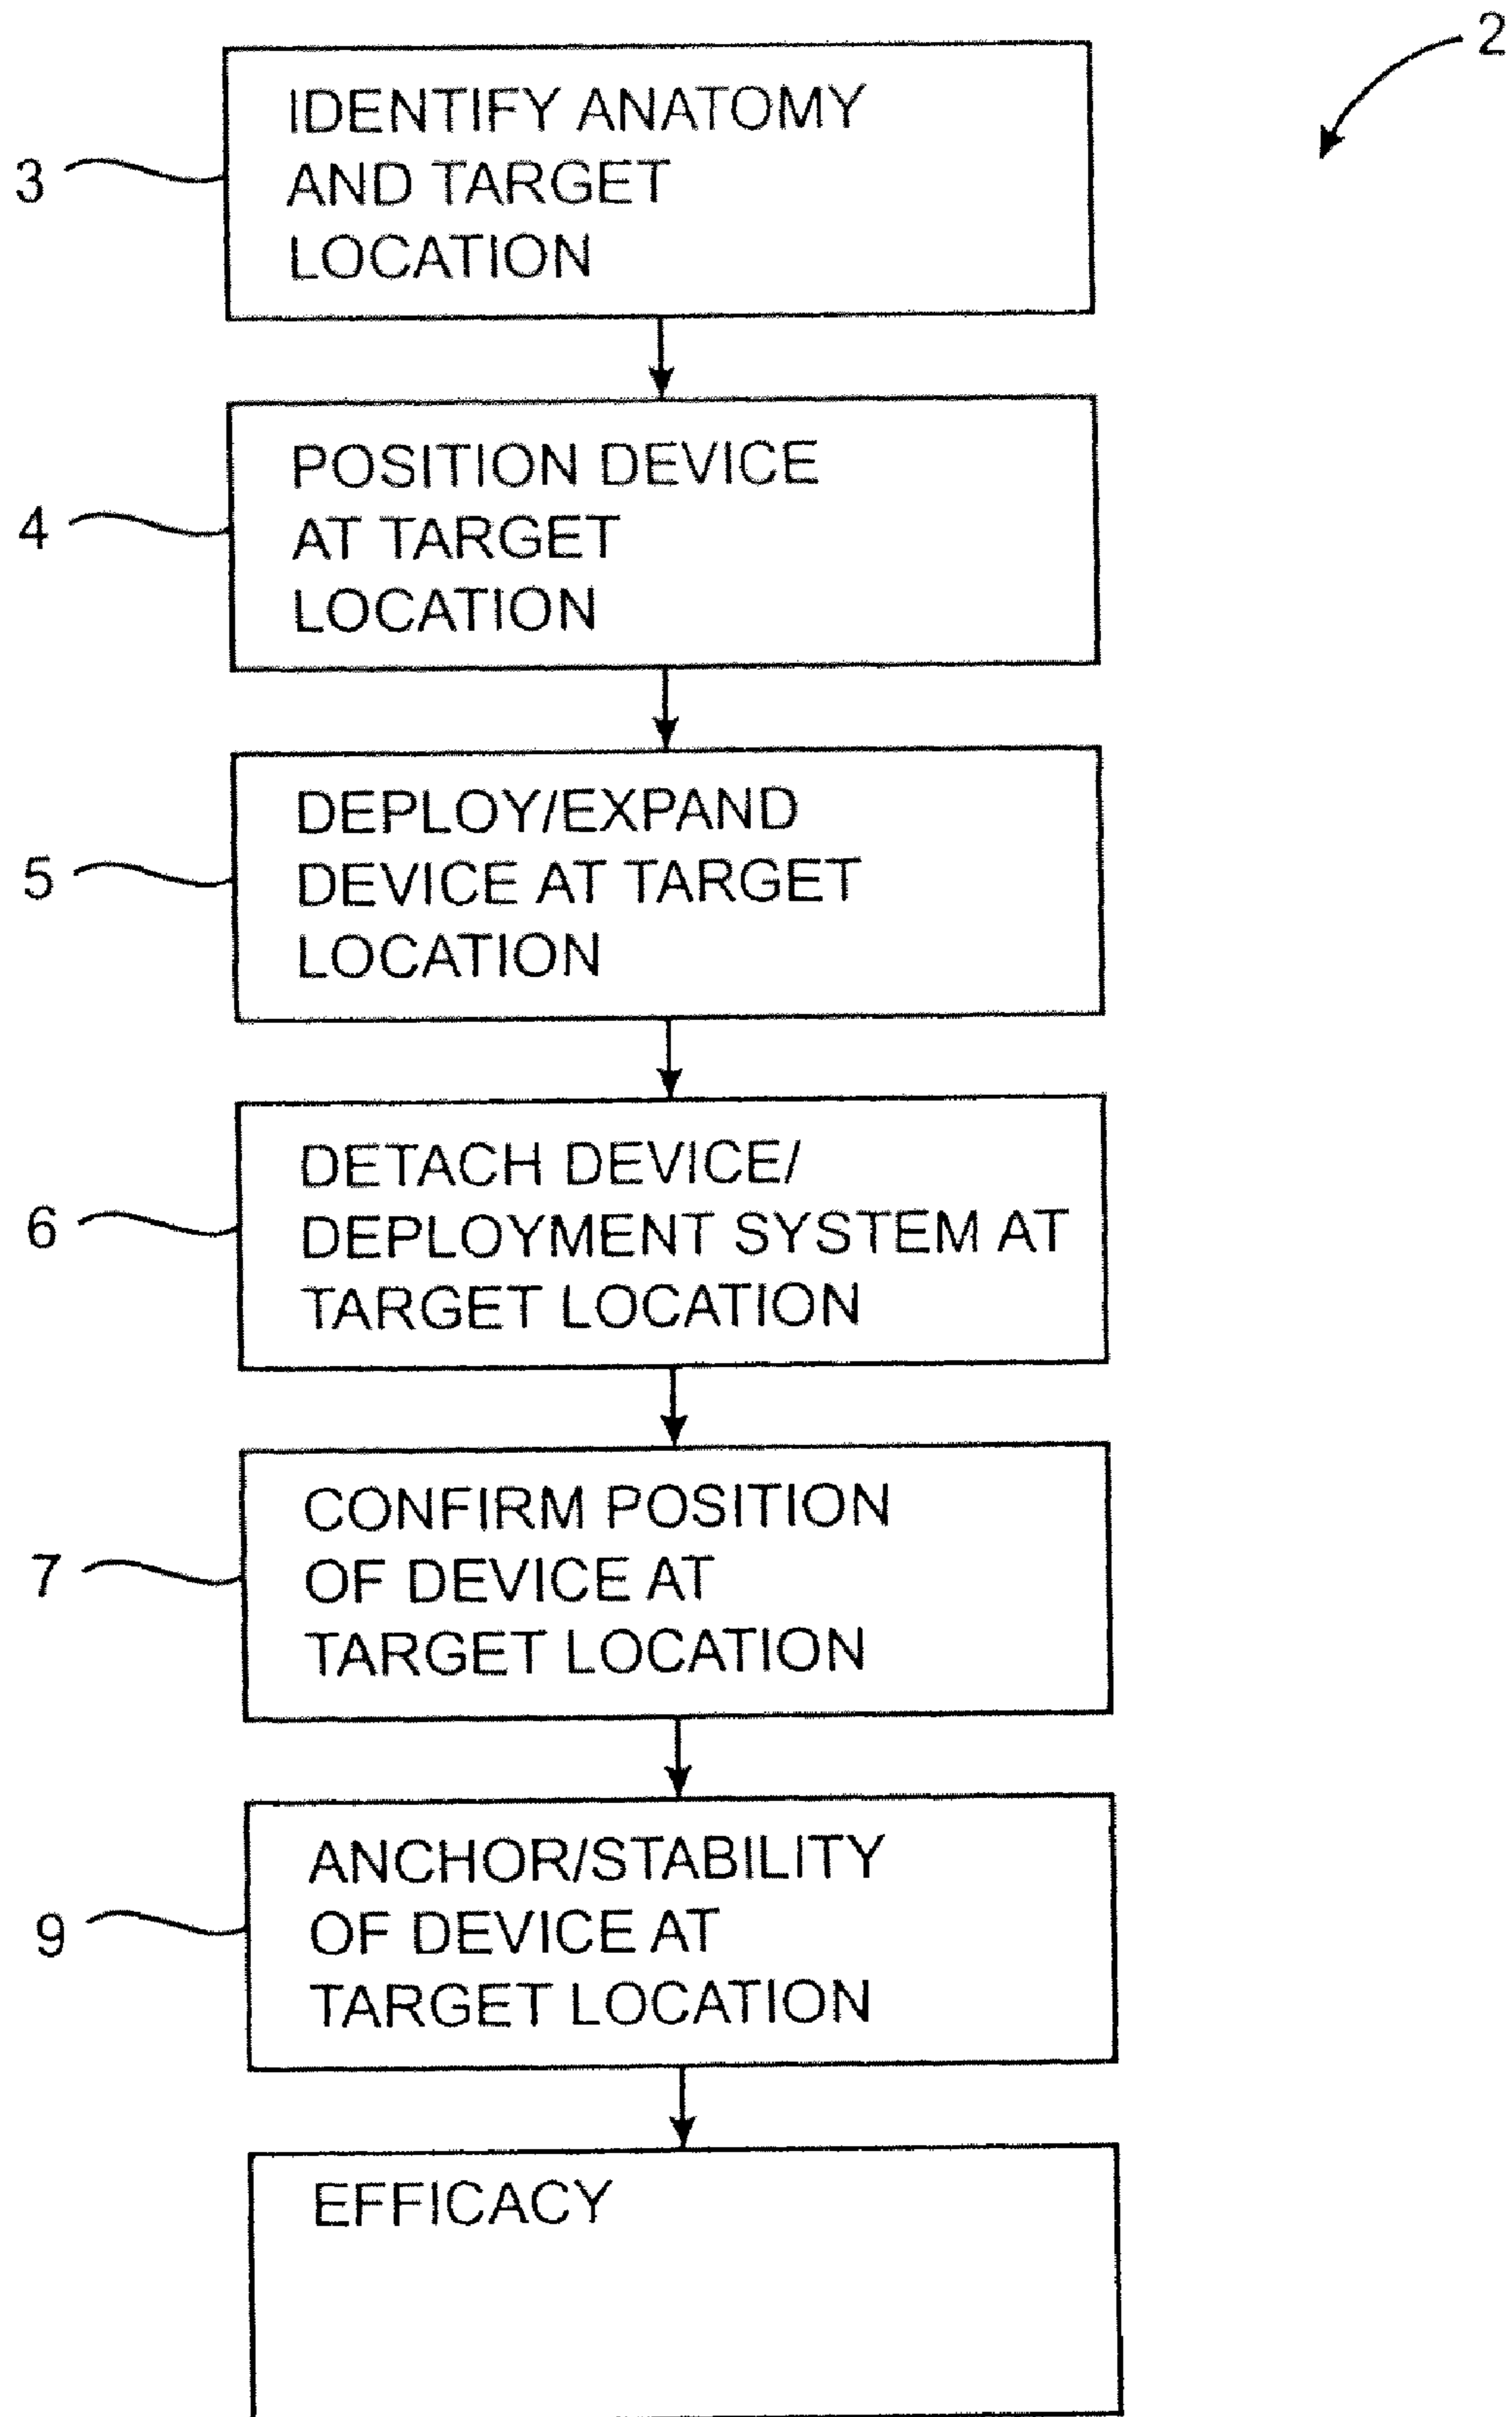 2
3
IDENTIFY ANATOMY
AND TARGET
LOCATION
4
POSITION DEVICE
AT TARGET
LOCATION
5
DEPLOY/EXPAND
DEVICE AT TARGET
LOCATION
6
DETACH DEVICE/
DEPLOYMENT SYSTEM AT
TARGET LOCATION
7
CONFIRM POSITION
OF DEVICE AT
TARGET LOCATION
9
ANCHOR/STABILITY
OF DEVICE AT
TARGET LOCATION
EFFICACY